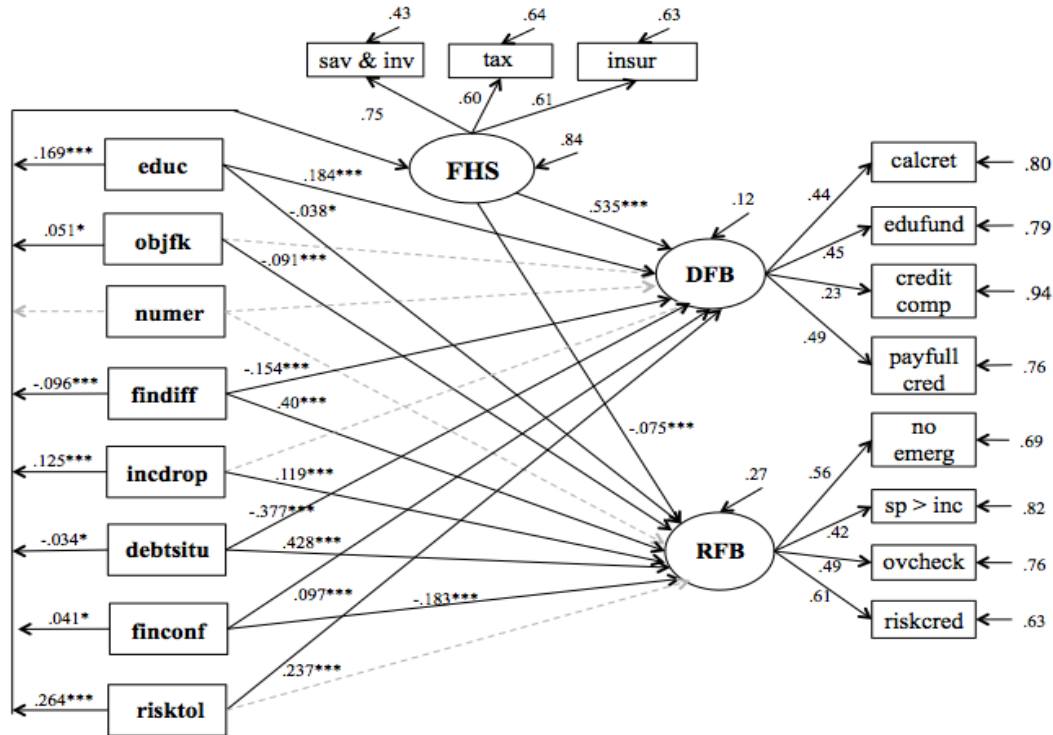 .43
.64
.63
sav & inv
tax
insur
.75
.60
.61
.84
FHS
.169***
educ
.184***
-.038*
.535***
.12
calcret
.80
.44
.051*
objfk
-.091***
DFB
edufund
.79
.45
numer
credit
comp
.94
.23
-.096***
findiff
-.154***
.40***
.49
payfull
cred
.76
-.075***
no
emerg
.69
.125***
incdrop
.119***
.27
.56
-.377***
sp > inc
.82
.42
-.034*
debtsitu
.428***
RFB
ovcheck
.76
.49
.041*
finconf
.097***
-.183***
.61
riskcred
.63
.237***
.264***
risktol